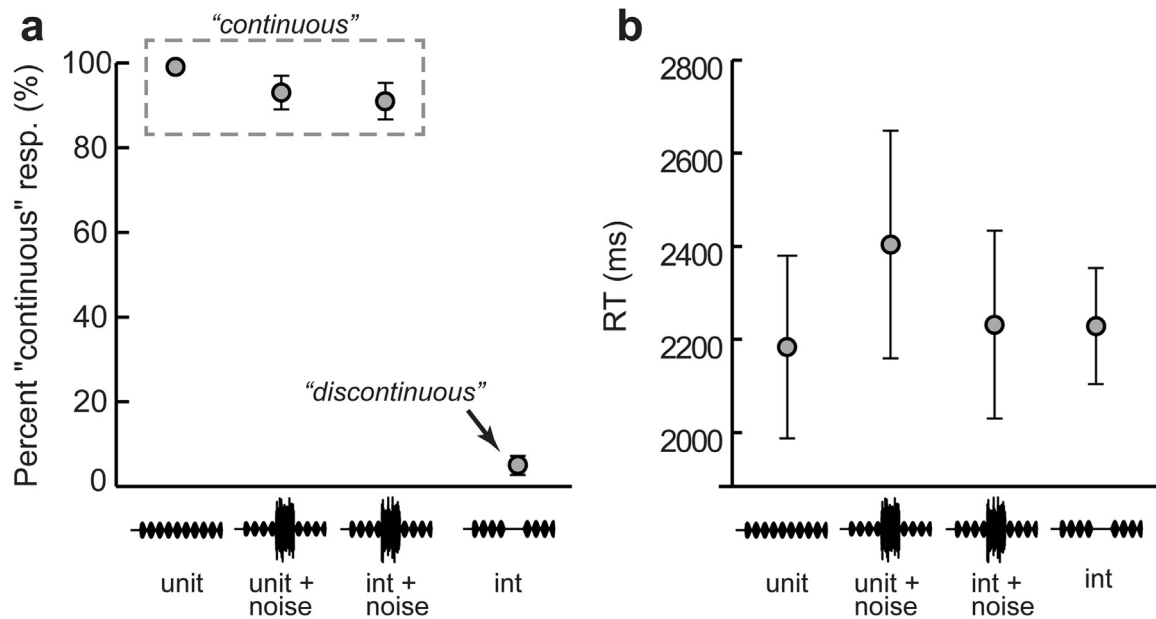 a
“continuous”
Percent "continuous" resp. (%)
100
80
60
40
20
0
“discontinuous”
unit
unit +
noise
int +
noise
int
b
RT (ms)
2800
2600
2400
2200
2000
unit
unit +
noise
int +
noise
int